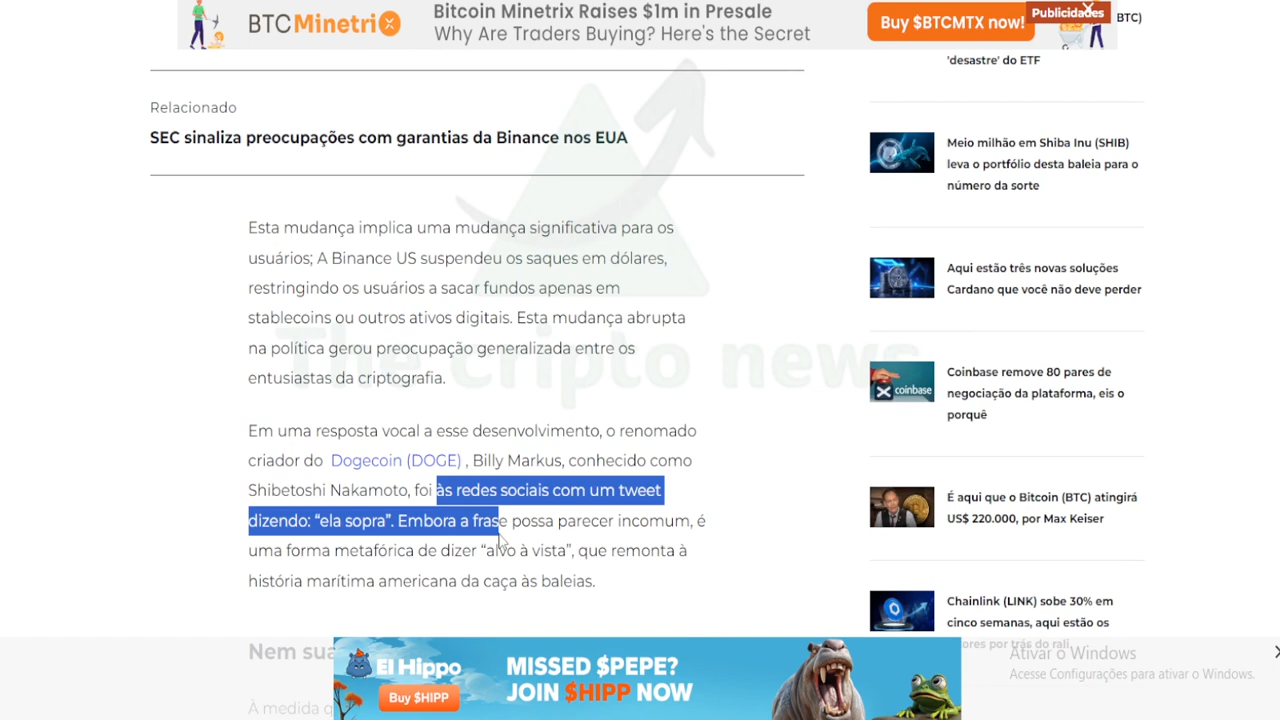 BTCMinetrix
Bitcoin Minetrix Raises $1m in Presale
Why Are Traders Buying? Here's the Secret
Buy $BTCMTX now!
Publicidades
BTC)
'desastre' do ETF
Relacionado
SEC sinaliza preocupações com garantias da Binance nos EUA
Esta mudança implica uma mudança significativa para os
usuários; A Binance US suspendeu os saques em dólares,
restringindo os usuários a sacar fundos apenas em
stablecoins ou outros ativos digitais. Esta mudança abrupta
na política gerou preocupação generalizada entre os
entusiastas da criptografia.
Em uma resposta vocal a esse desenvolvimento, o renomado
criador do Dogecoin (DOGE) , Billy Markus, conhecido como
Shibetoshi Nakamoto, foi às redes sociais com um tweet
dizendo: “ela sopra”. Embora a frase possa parecer incomum, é
uma forma metafórica de dizer “alvo à vista”, que remonta à
história marítima americana da caça às baleias.
Nem sua
À medida q
The cripto news
Meio milhão em Shiba Inu (SHIB)
leva o portfólio desta baleia para o
número da sorte
Aqui estão três novas soluções
Cardano que você não deve perder
coinbase
Coinbase remove 80 pares de
negociação da plataforma, eis o
porquê
É aqui que o Bitcoin (BTC) atingirá
US$ 220.000, por Max Keiser
Chainlink (LINK) sobe 30% em
cinco semanas, aqui estão os
ores por trás do rali
El Hippo
Buy $HIPP
MISSED $PEPE?
JOIN $HIPP NOW
Ativar o Windows
Acesse Configurações para ativar o Windows.